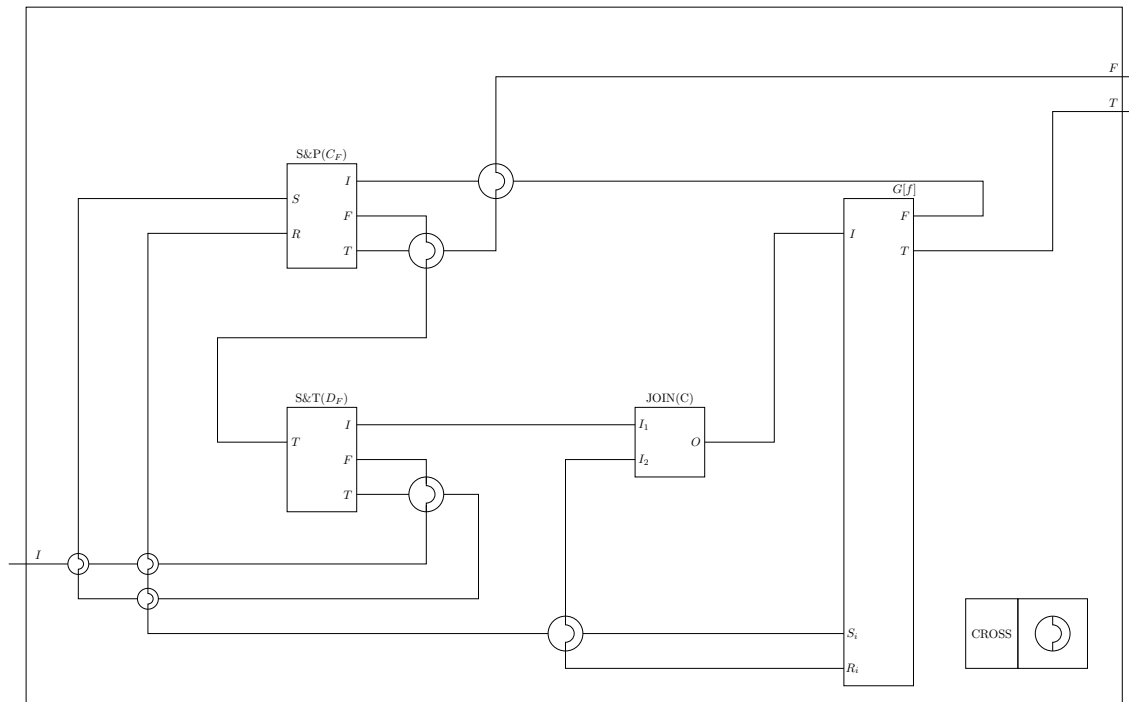 F
T
S&P(C_F)
I
S
F
R
T
G[f]
F
I
T
S&T(D_F)
I
T
F
T
JOIN(C)
I_1
O
I_2
I
S_i
R_i
CROSS